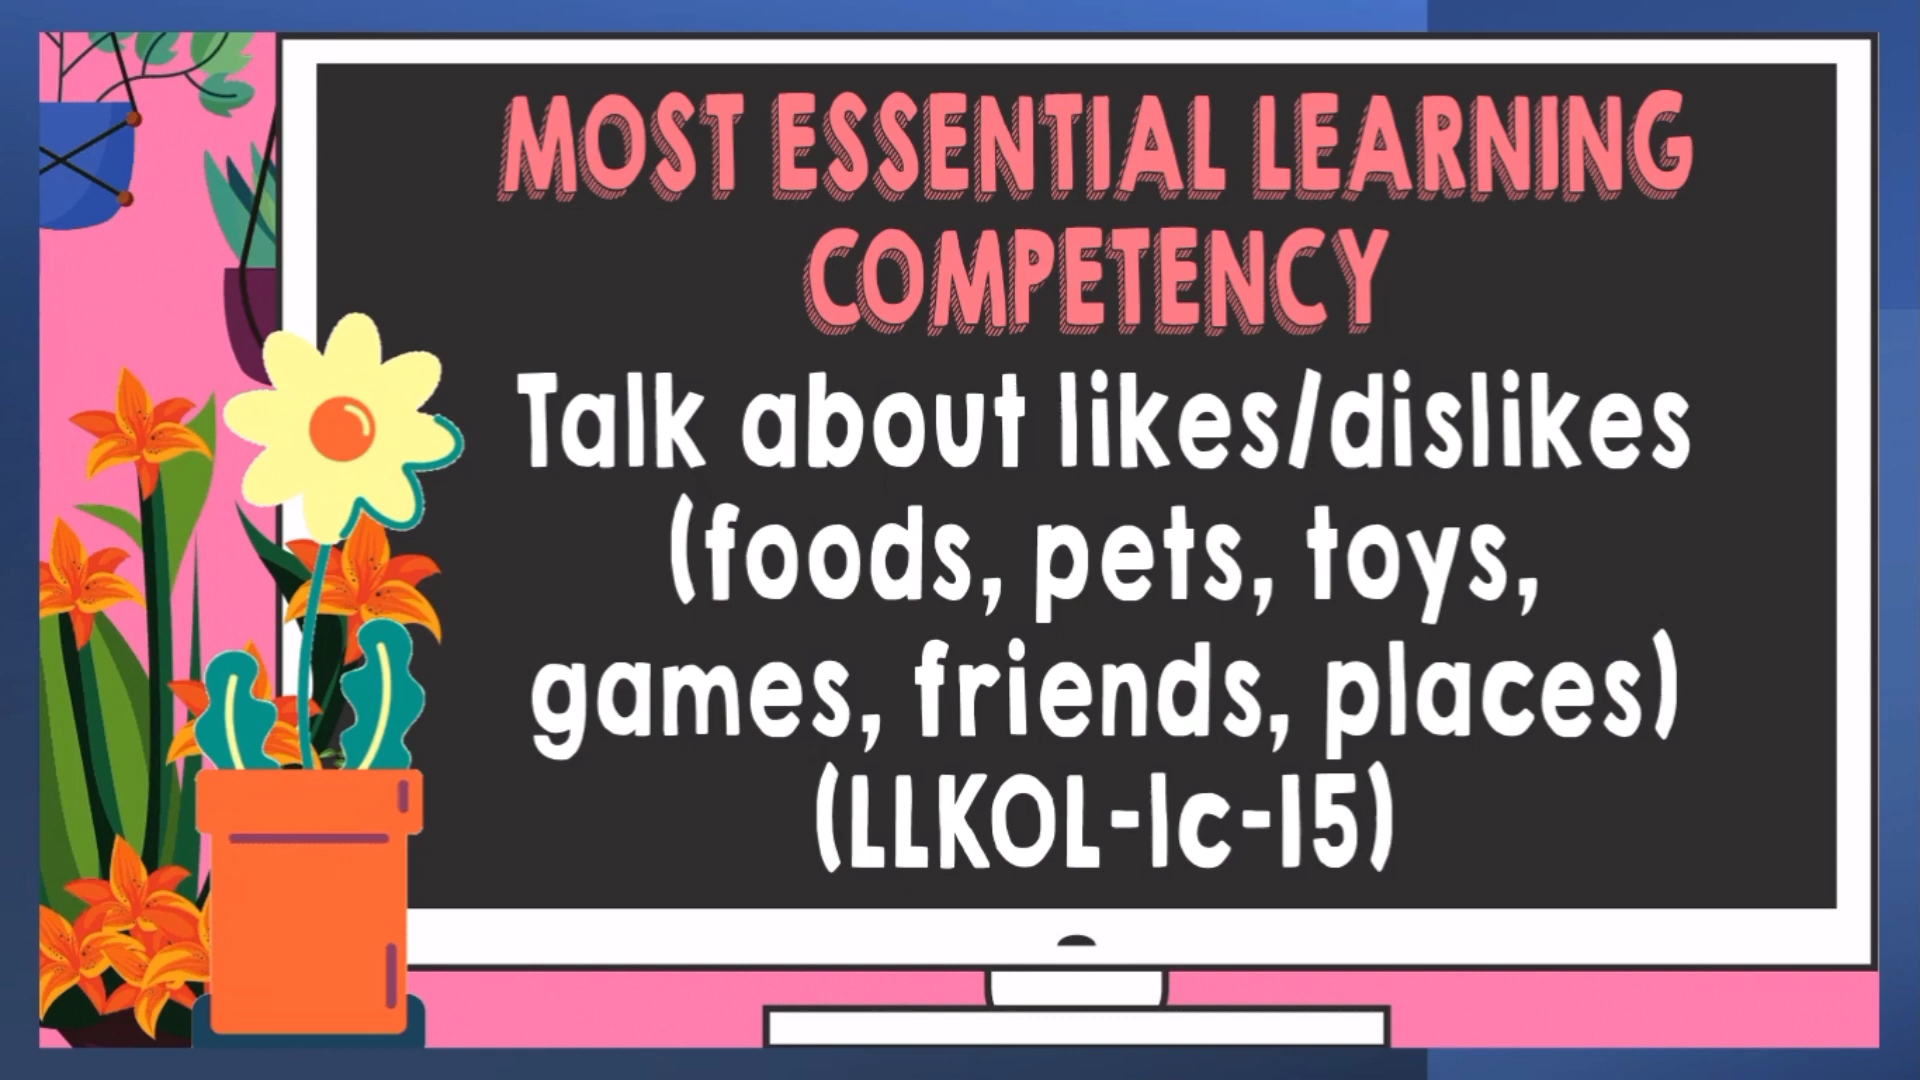 MOST ESSENTIAL LEARNING
COMPETENCY
Talk about likes/dislikes
(foods, pets, toys,
games, friends, places)
(LLKOL-Ic-15)